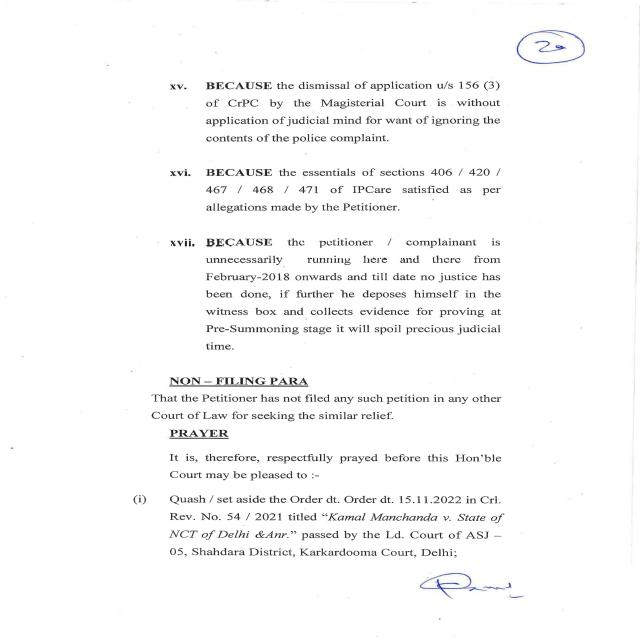 20
xv. BECAUSE the dismissal of application u/s 156 (3)
of CrPC by the Magisterial Court is without
application of judicial mind for want of ignoring the
contents of the police complaint.
xvi. BECAUSE the essentials of sections 406 / 420 /
467 / 468 / 471 of IPCare satisfied as per
allegations made by the Petitioner.
xvii. BECAUSE the petitioner / complainant is
unnecessarily running here and there from
February-2018 onwards and till date no justice has
been done, if further he deposes himself in the
witness box and collects evidence for proving at
Pre-Summoning stage it will spoil precious judicial
time.
NON – FILING PARA
That the Petitioner has not filed any such petition in any other
Court of Law for seeking the similar relief.
PRAYER
It is, therefore, respectfully prayed before this Hon'ble
Court may be pleased to :-
(i) Quash / set aside the Order dt. Order dt. 15.11.2022 in Crl.
Rev. No. 54 / 2021 titled “Kamal Manchanda v. State of
NCT of Delhi &Anr.” passed by the Ld. Court of ASJ –
05, Shahdara District, Karkardooma Court, Delhi;